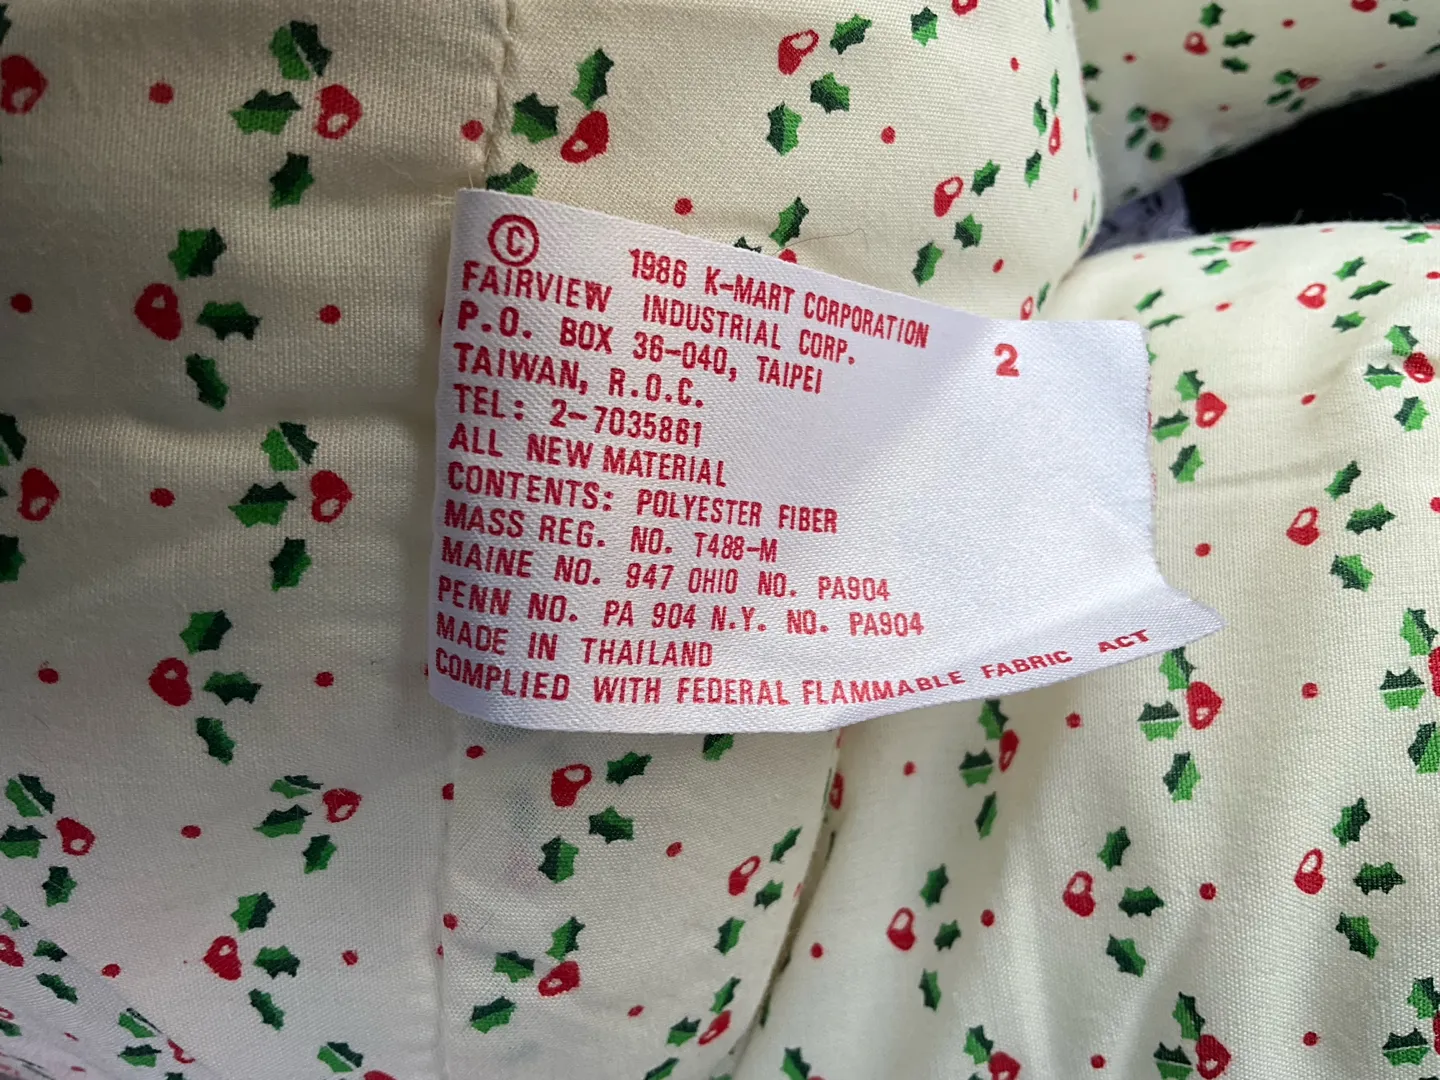 © 1986 K-MART CORPORATION
FAIRVIEW INDUSTRIAL CORP.
P.O. BOX 36-040, TAIPEI
TAIWAN, R.O.C.
TEL: 2-7035861
ALL NEW MATERIAL
CONTENTS: POLYESTER FIBER
MASS REG. NO. T488-M
MAINE NO. 947 OHIO NO. PA904
PENN NO. PA 904 N.Y. NO. PA904
MADE IN THAILAND
COMPLIED WITH FEDERAL FLAMMABLE FABRIC ACT
2